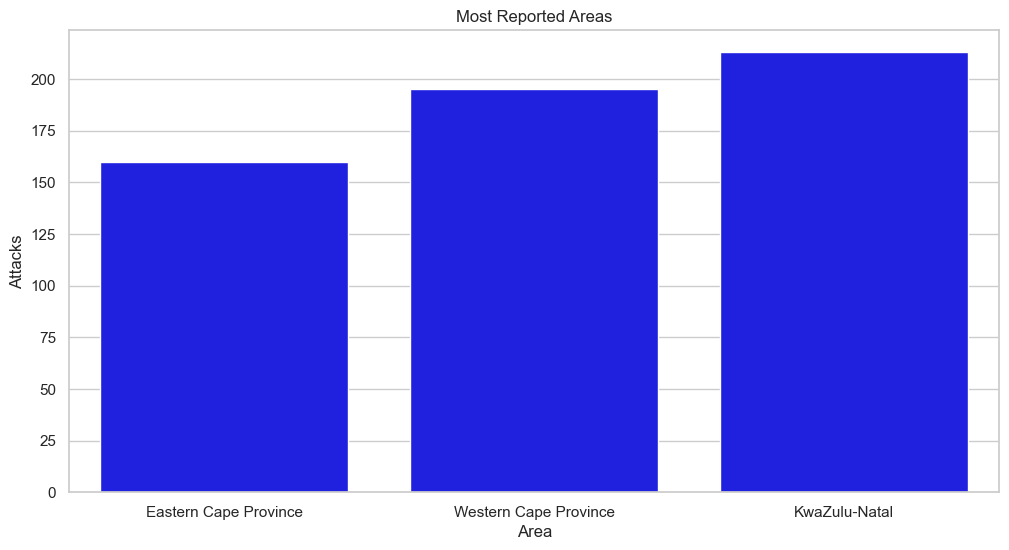 Most Reported Areas
Attacks
200
175
150
125
100
75
50
25
0
Eastern Cape Province
Western Cape Province
KwaZulu-Natal
Area